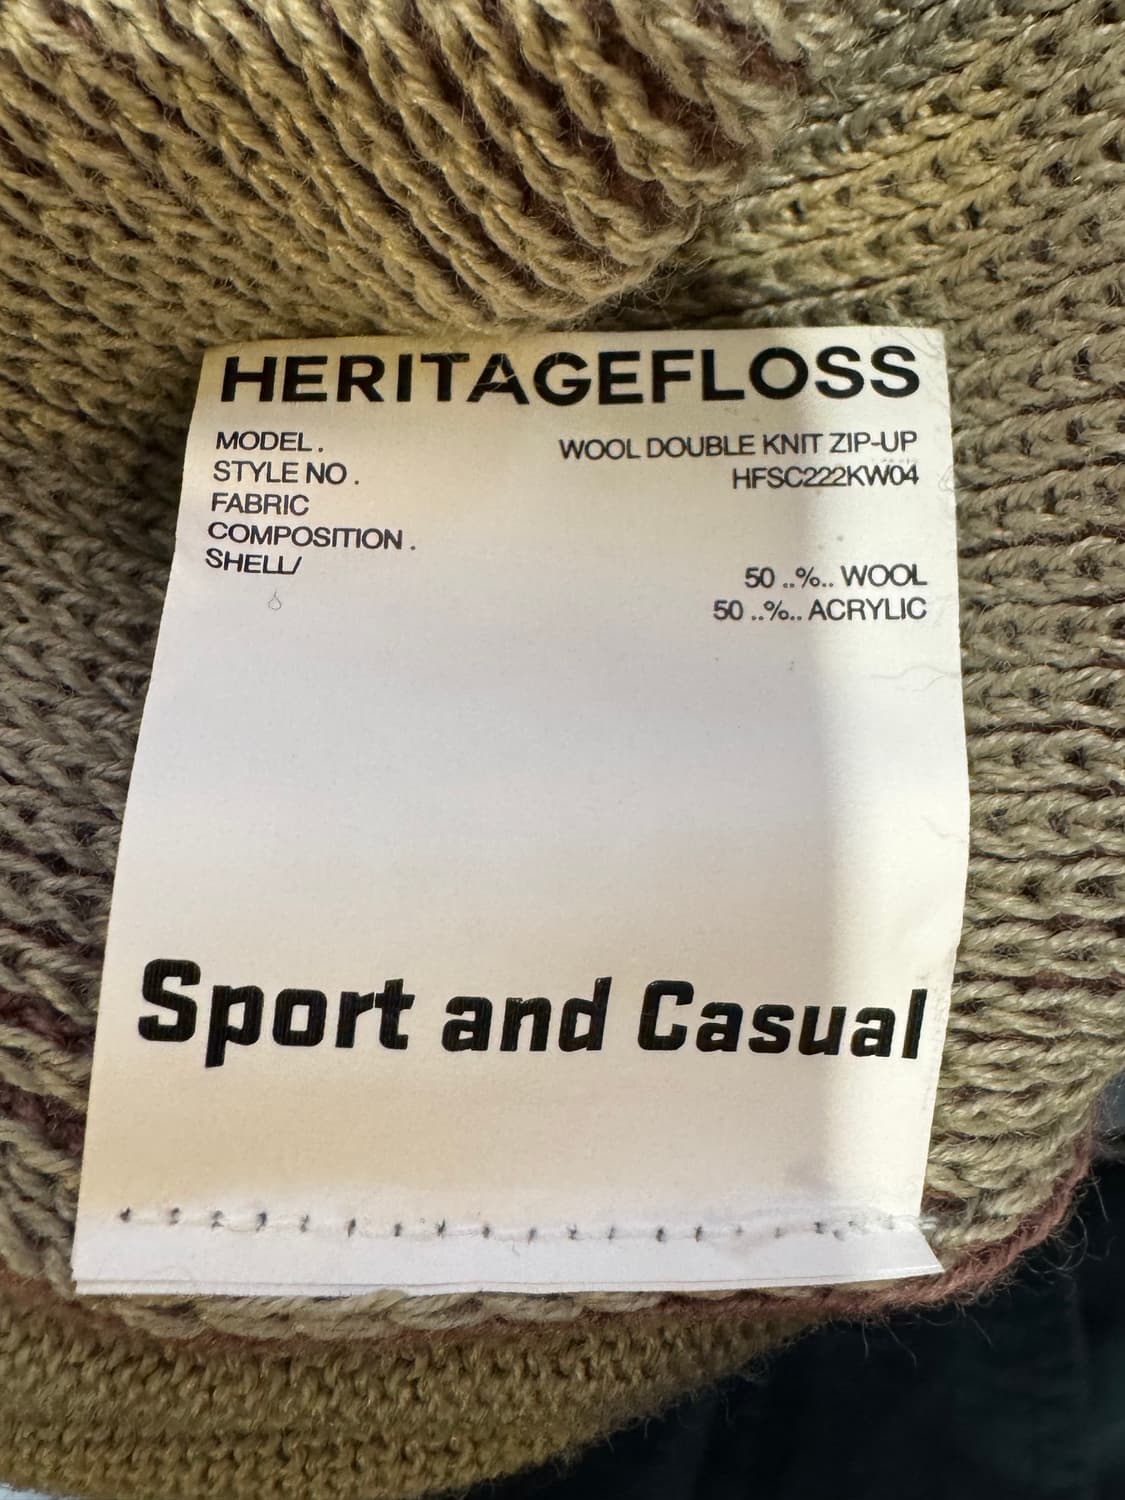 HERITAGEFLOSS
MODEL. WOOL DOUBLE KNIT ZIP-UP
STYLE NO. HFSC222KW04
FABRIC
COMPOSITION.
SHELL/
50 ..%.. WOOL
50 ..%.. ACRYLIC
Sport and Casual